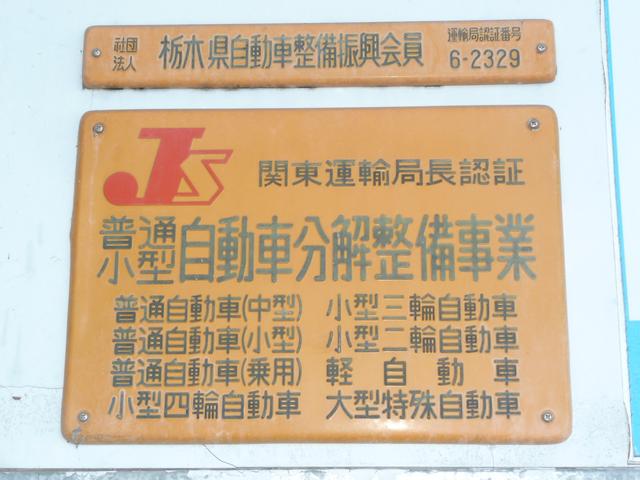 社団法人 栃木県自動車整備振興会員 運輸局認証番号 6-2329
JS 関東運輸局長認証
普通小型自動車分解整備事業
普通自動車(中型) 小型三輪自動車
普通自動車(小型) 小型二輪自動車
普通自動車(乗用) 軽自動車
小型四輪自動車 大型特殊自動車